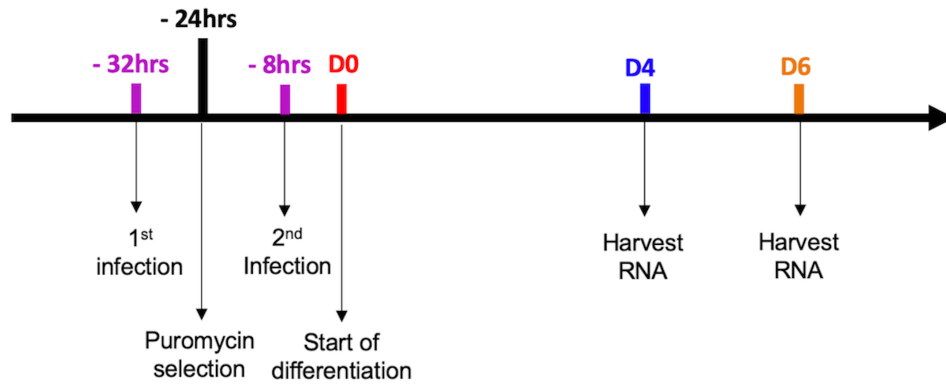 - 24hrs
- 32hrs
- 8hrs
D0
D4
D6
1st
infection
2nd
Infection
Harvest
RNA
Harvest
RNA
Puromycin
selection
Start of
differentiation